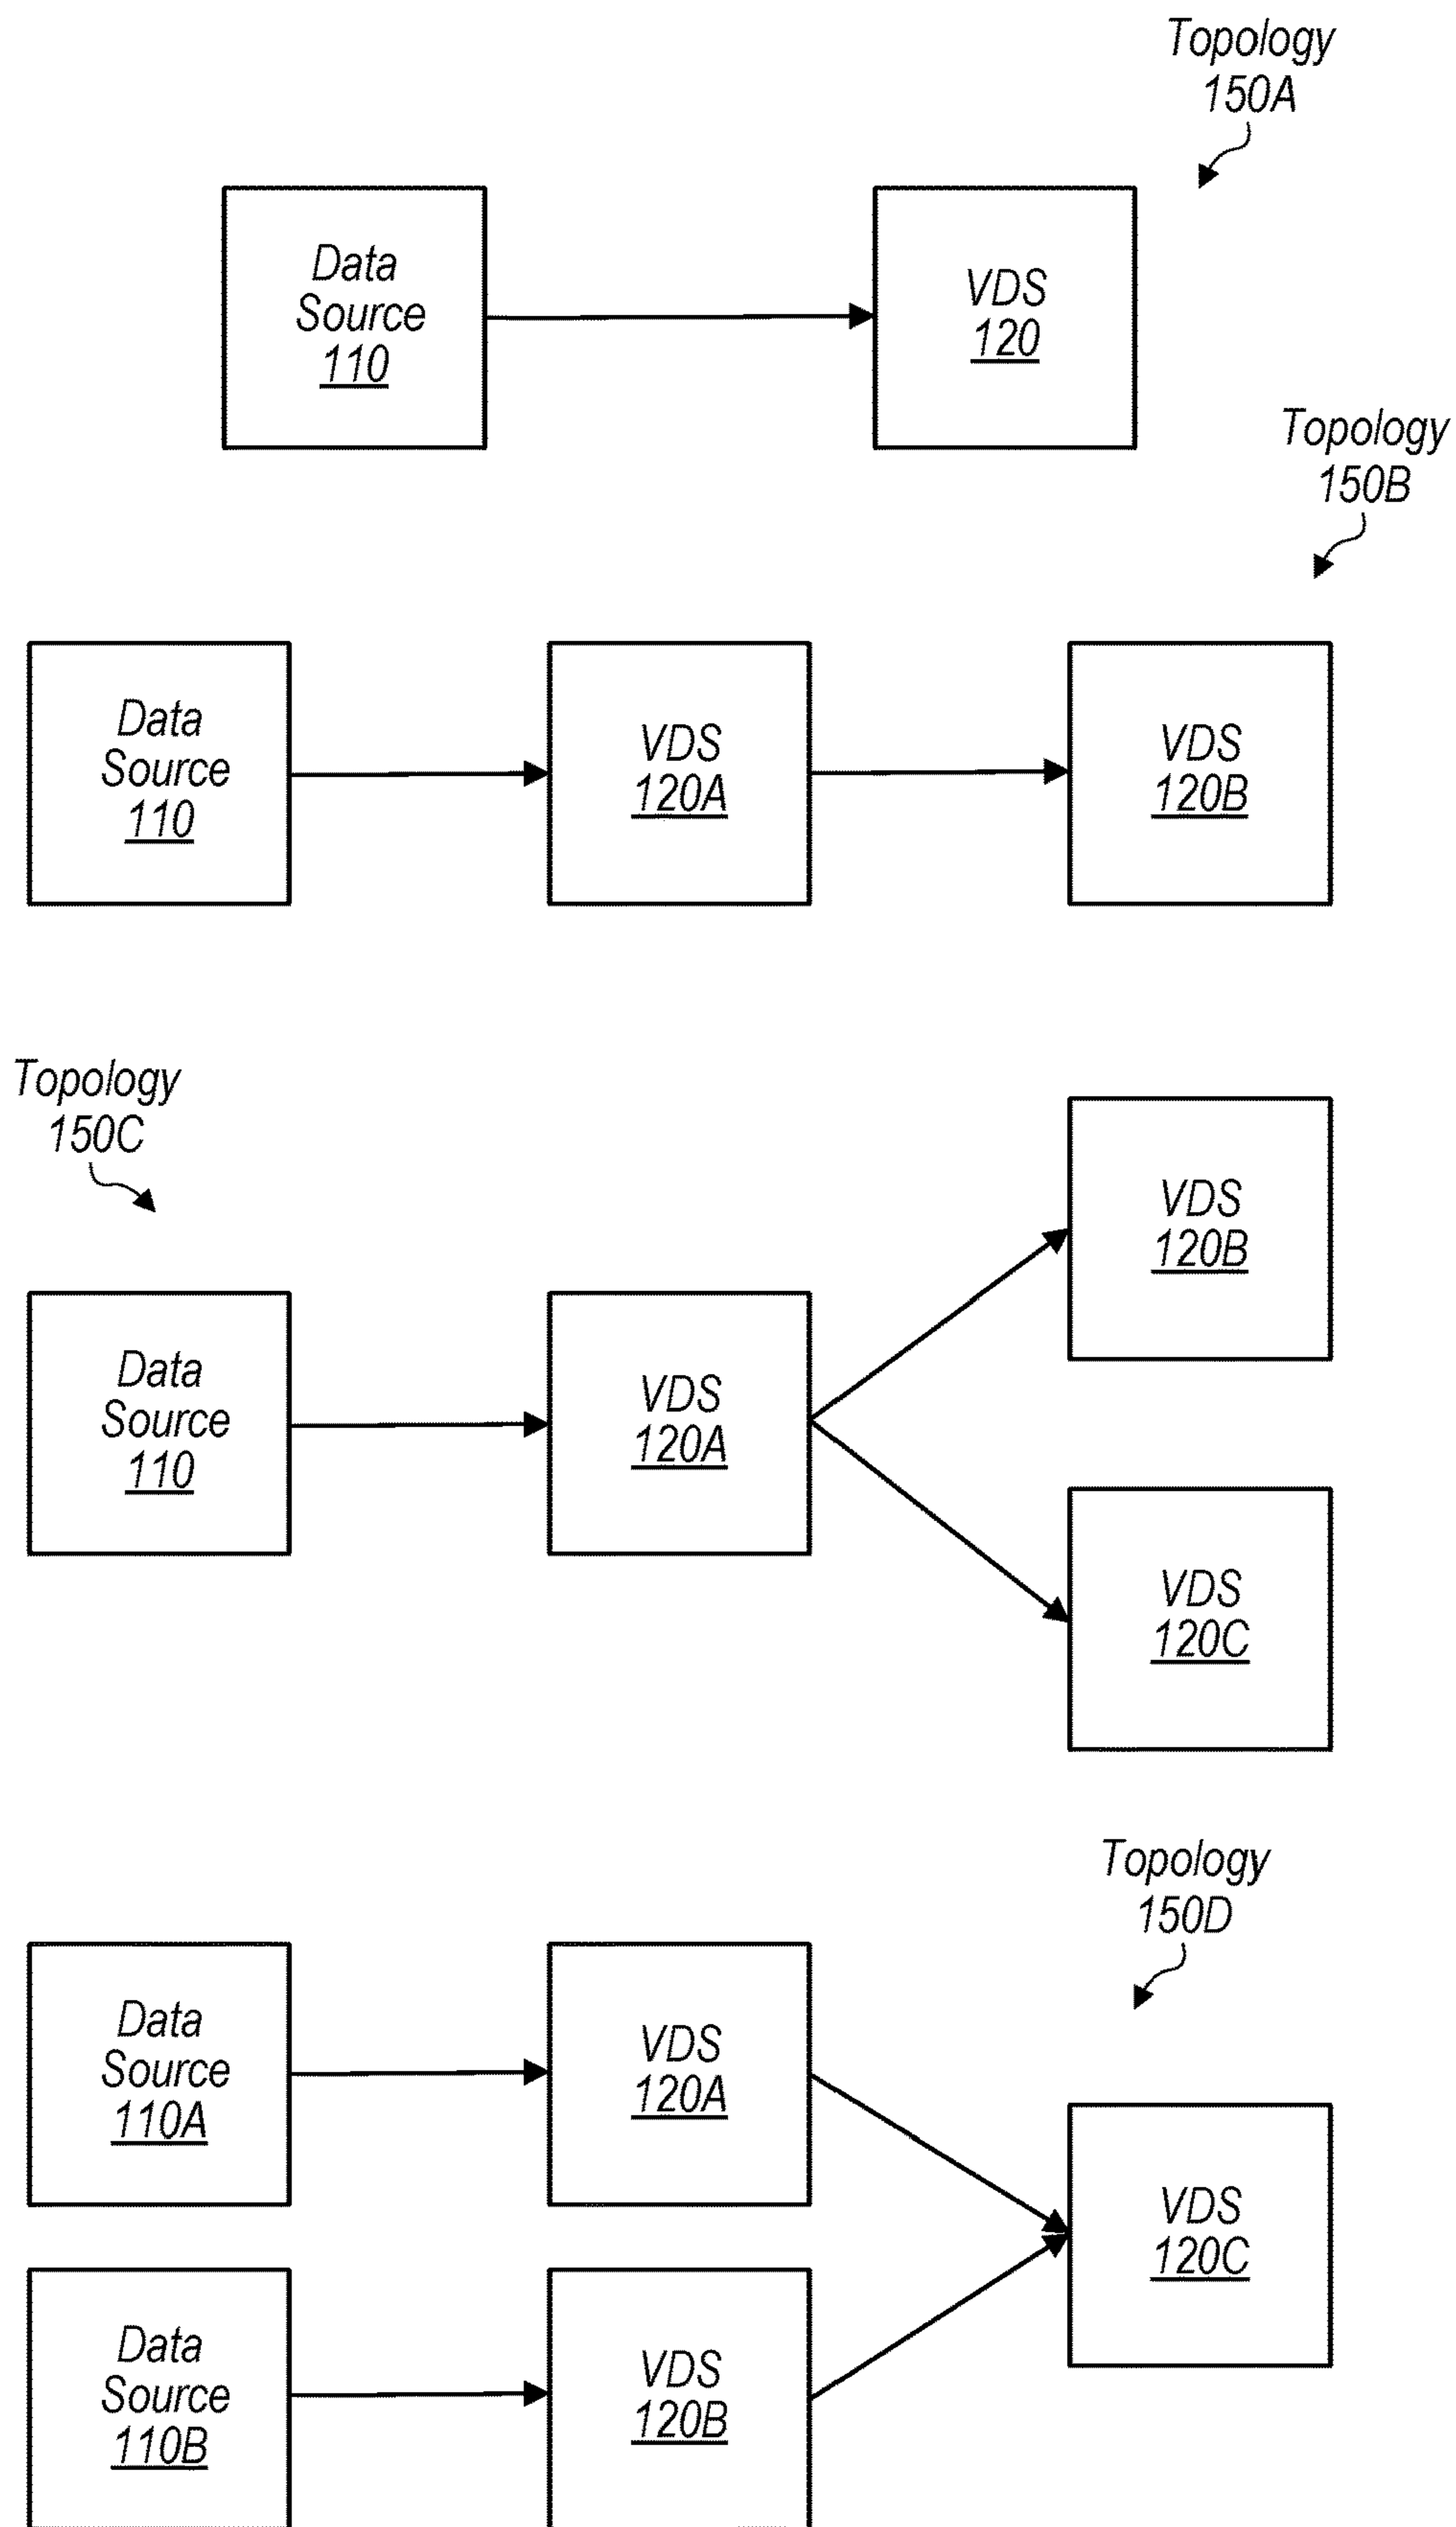 Topology
150A
Data
Source
110
VDS
120
Topology
150B
Data
Source
110
VDS
120A
VDS
120B
Topology
150C
Data
Source
110
VDS
120A
VDS
120B
VDS
120C
Topology
150D
Data
Source
110A
VDS
120A
VDS
120C
Data
Source
110B
VDS
120B